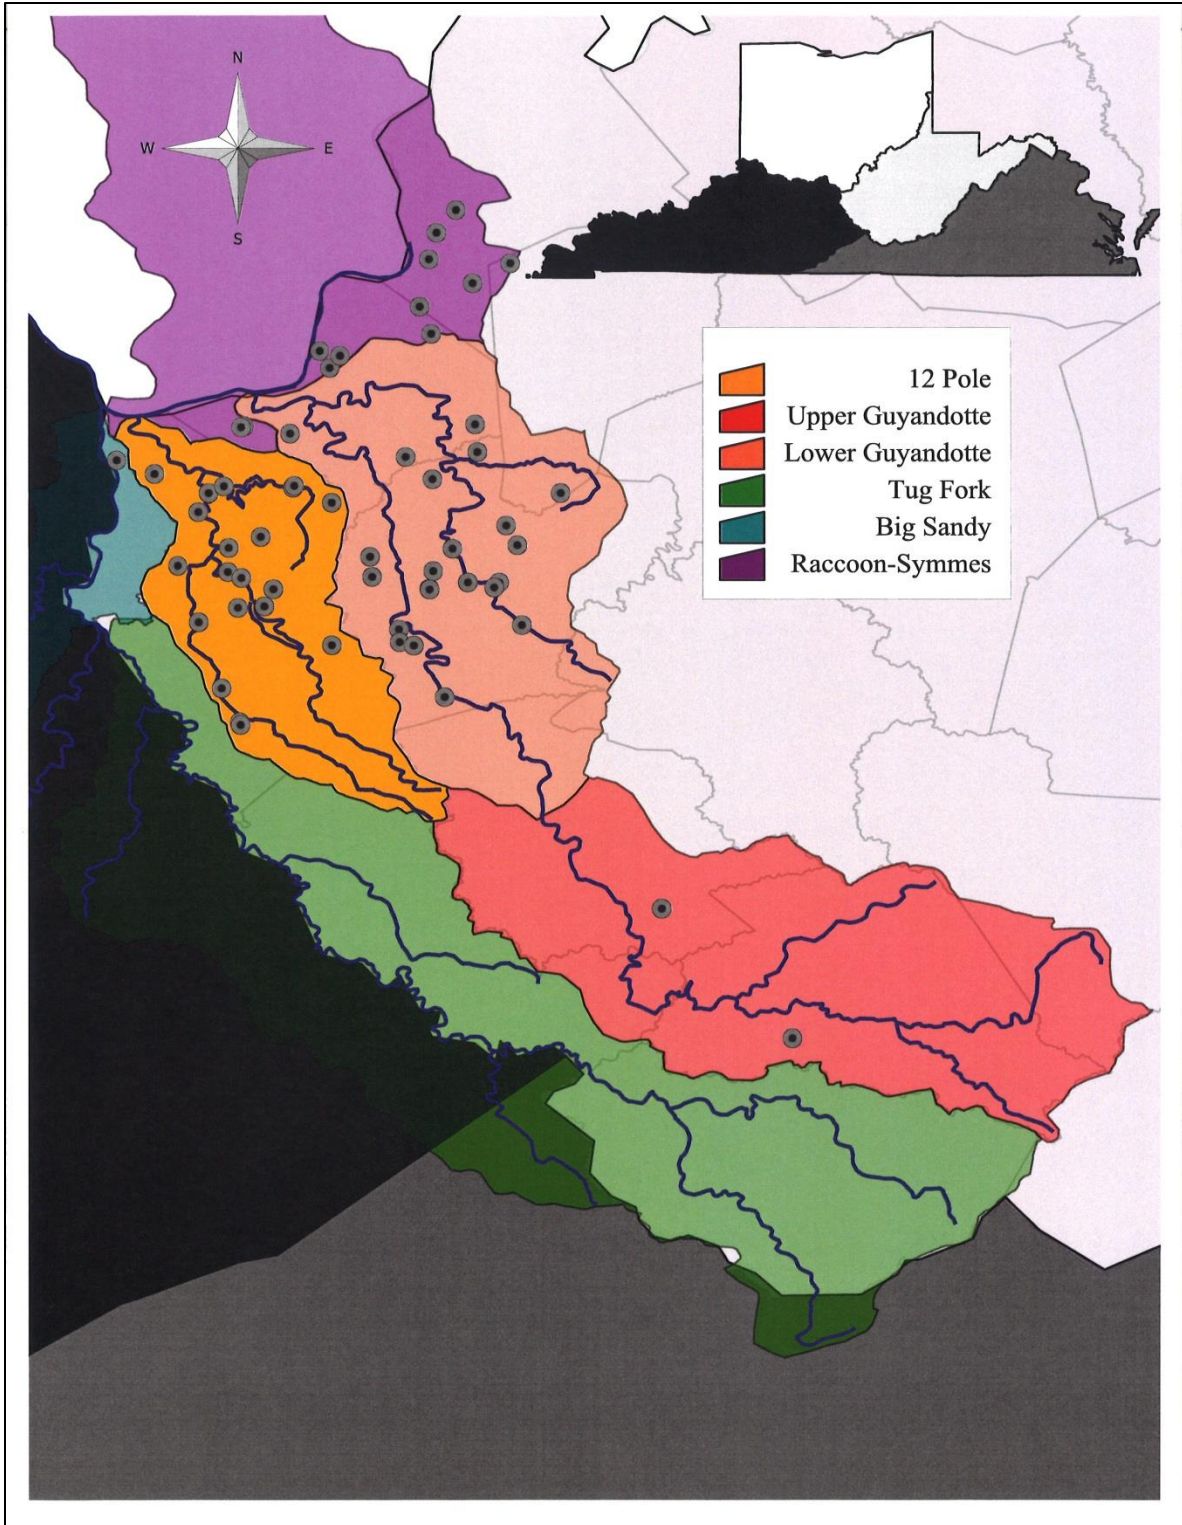 N
W
E
S
12 Pole
Upper Guyandotte
Lower Guyandotte
Tug Fork
Big Sandy
Raccoon-Symmes